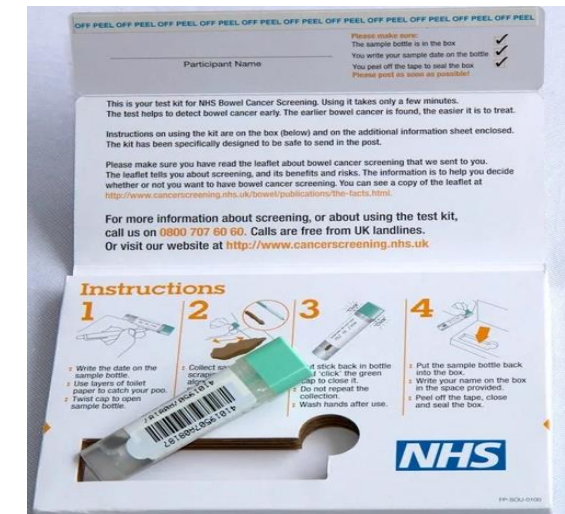 OFF PEEL OFF PEEL OFF PEEL OFF PEEL OFF PEEL OFF PEEL OFF PEEL OFF PEEL OFF PEEL OFF PEEL OFF PEEL
Please make sure:
The sample bottle is in the box
You write your sample date on the bottle
You peel off the tape to seal the box
Please post as soon as possible!
Participant Name
This is your test kit for NHS Bowel Cancer Screening. Using it takes only a few minutes.
The test helps to detect bowel cancer early. The earlier bowel cancer is found, the easier it is to treat.
Instructions on using the kit are on the box (below) and on the additional information sheet enclosed.
The kit has been specifically designed to be safe to send in the post.
Please make sure you have read the leaflet about bowel cancer screening that we sent to you.
The leaflet tells you about screening, and its benefits and risks. The information is to help you decide
whether or not you want to have bowel cancer screening. You can see a copy of the leaflet at
http://www.cancerscreening.nhs.uk/bowel/publications/the-facts.html.
For more information about screening, or about using the test kit,
call us on 0800 707 60 60. Calls are free from UK landlines.
Or visit our website at http://www.cancerscreening.nhs.uk
Instructions
1
Write the date on the
sample bottle.
Use layers of toilet
paper to catch your poo.
Twist cap to open
sample bottle.
2
Collect
3
stick back in bottle
'click' the green
cap to close it.
Do not repeat the
collection.
Wash hands after use.
4
Put the sample bottle back
into the box.
Write your name on the box
in the space provided.
Peel off the tape, close
and seal the box.
NHS